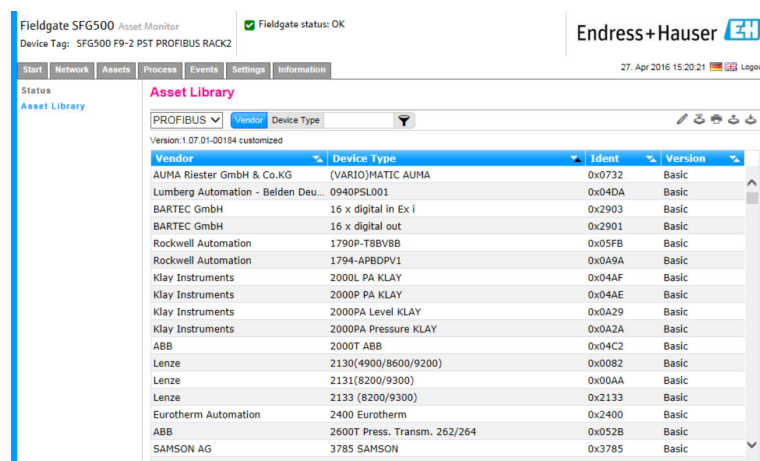 Fieldgate SFG500 Asset Monitor
Fieldgate status: OK
Device Tag: SFG500 F9-2 PST PROFIBUS RACK2
Endress+Hauser EH
Start Network Assets Process Events Settings Information
27. Apr 2016 15:20:21 Logou
Status
Asset Library
Asset Library
PROFIBUS Vendor Device Type
Version:1.07.01-00184 customized
Vendor Device Type Ident Version
AUMA Riester GmbH & Co.KG (VARIO)MATIC AUMA 0x0732 Basic
Lumberg Automation - Belden Deu... 0940PSL001 0x04DA Basic
BARTEC GmbH 16 x digital in Ex i 0x2903 Basic
BARTEC GmbH 16 x digital out 0x2901 Basic
Rockwell Automation 1790P-T8BV8B 0x05FB Basic
Rockwell Automation 1794-APBDPV1 0x0A9A Basic
Klay Instruments 2000L PA KLAY 0x04AF Basic
Klay Instruments 2000P PA KLAY 0x04AE Basic
Klay Instruments 2000PA Level KLAY 0x0A29 Basic
Klay Instruments 2000PA Pressure KLAY 0x0A2A Basic
ABB 2000T ABB 0x04C2 Basic
Lenze 2130(4900/8600/9200) 0x0082 Basic
Lenze 2131(8200/9300) 0x00AA Basic
Lenze 2133 (8200/9300) 0x2133 Basic
Eurotherm Automation 2400 Eurotherm 0x2400 Basic
ABB 2600T Press. Transm. 262/264 0x052B Basic
SAMSON AG 3785 SAMSON 0x3785 Basic